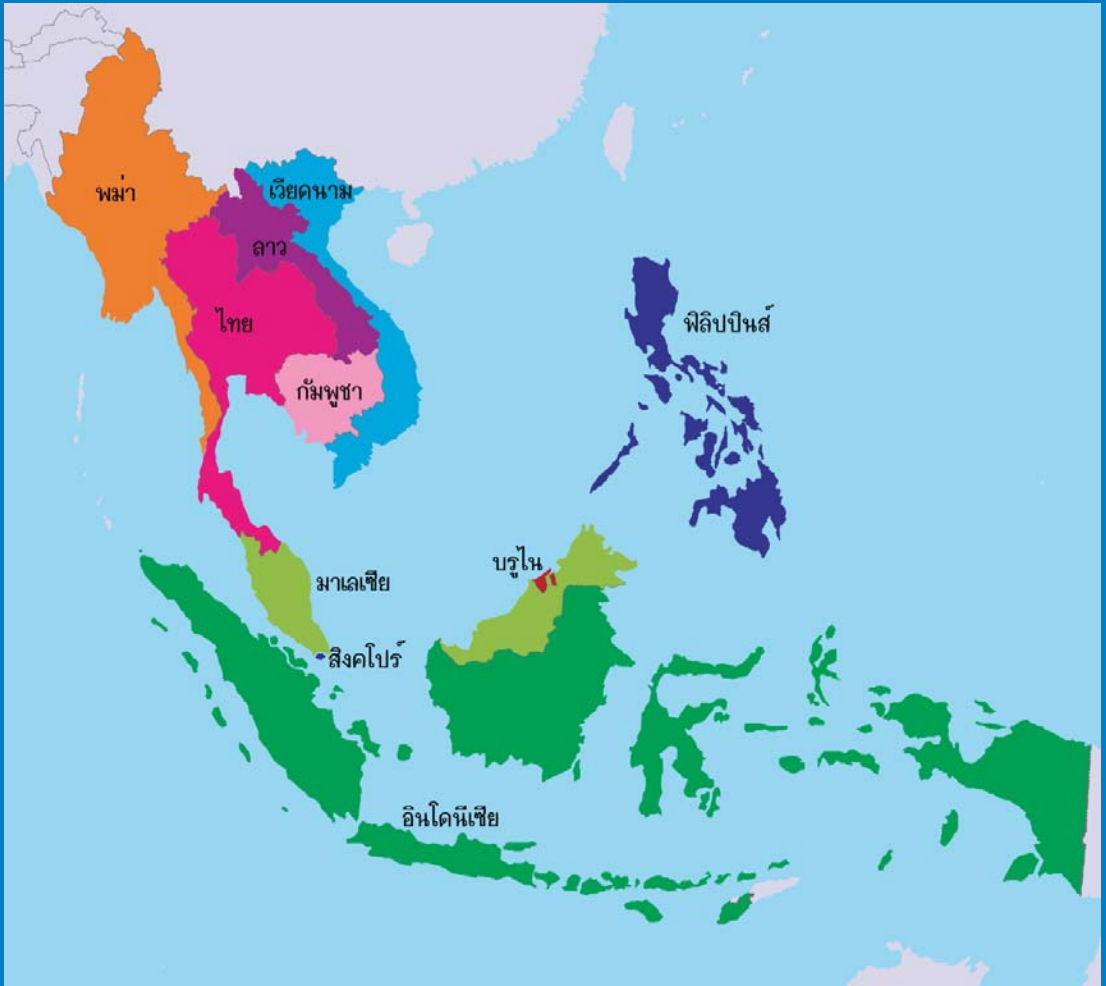 พม่า
เวียดนาม
ลาว
ไทย
ฟิลิปปินส์
กัมพูชา
บรูไน
มาเลเซีย
สิงคโปร์
อินโดนีเซีย